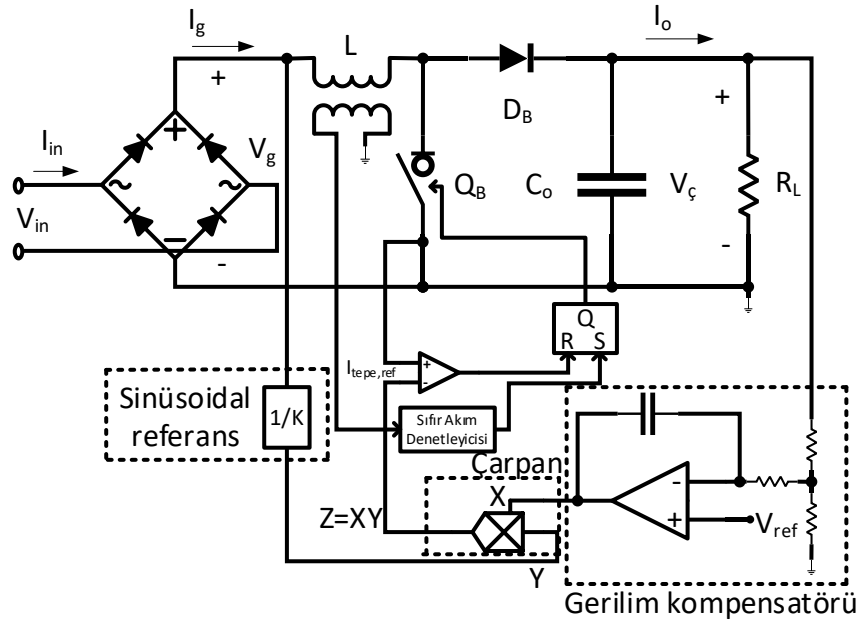 I_g
I_o
L
+
D_B
+
I_in
+
V_g
~
~
Q_B
C_o
V_ç
R_L
V_in
−
-
-
Q
R S
I_tepe,ref
+
-
Sinüsoidal
referans
1/K
Sıfır Akım
Denetleyicisi
Çarpan
X
Z=XY
Y
-
+
V_ref
Gerilim kompensatörü